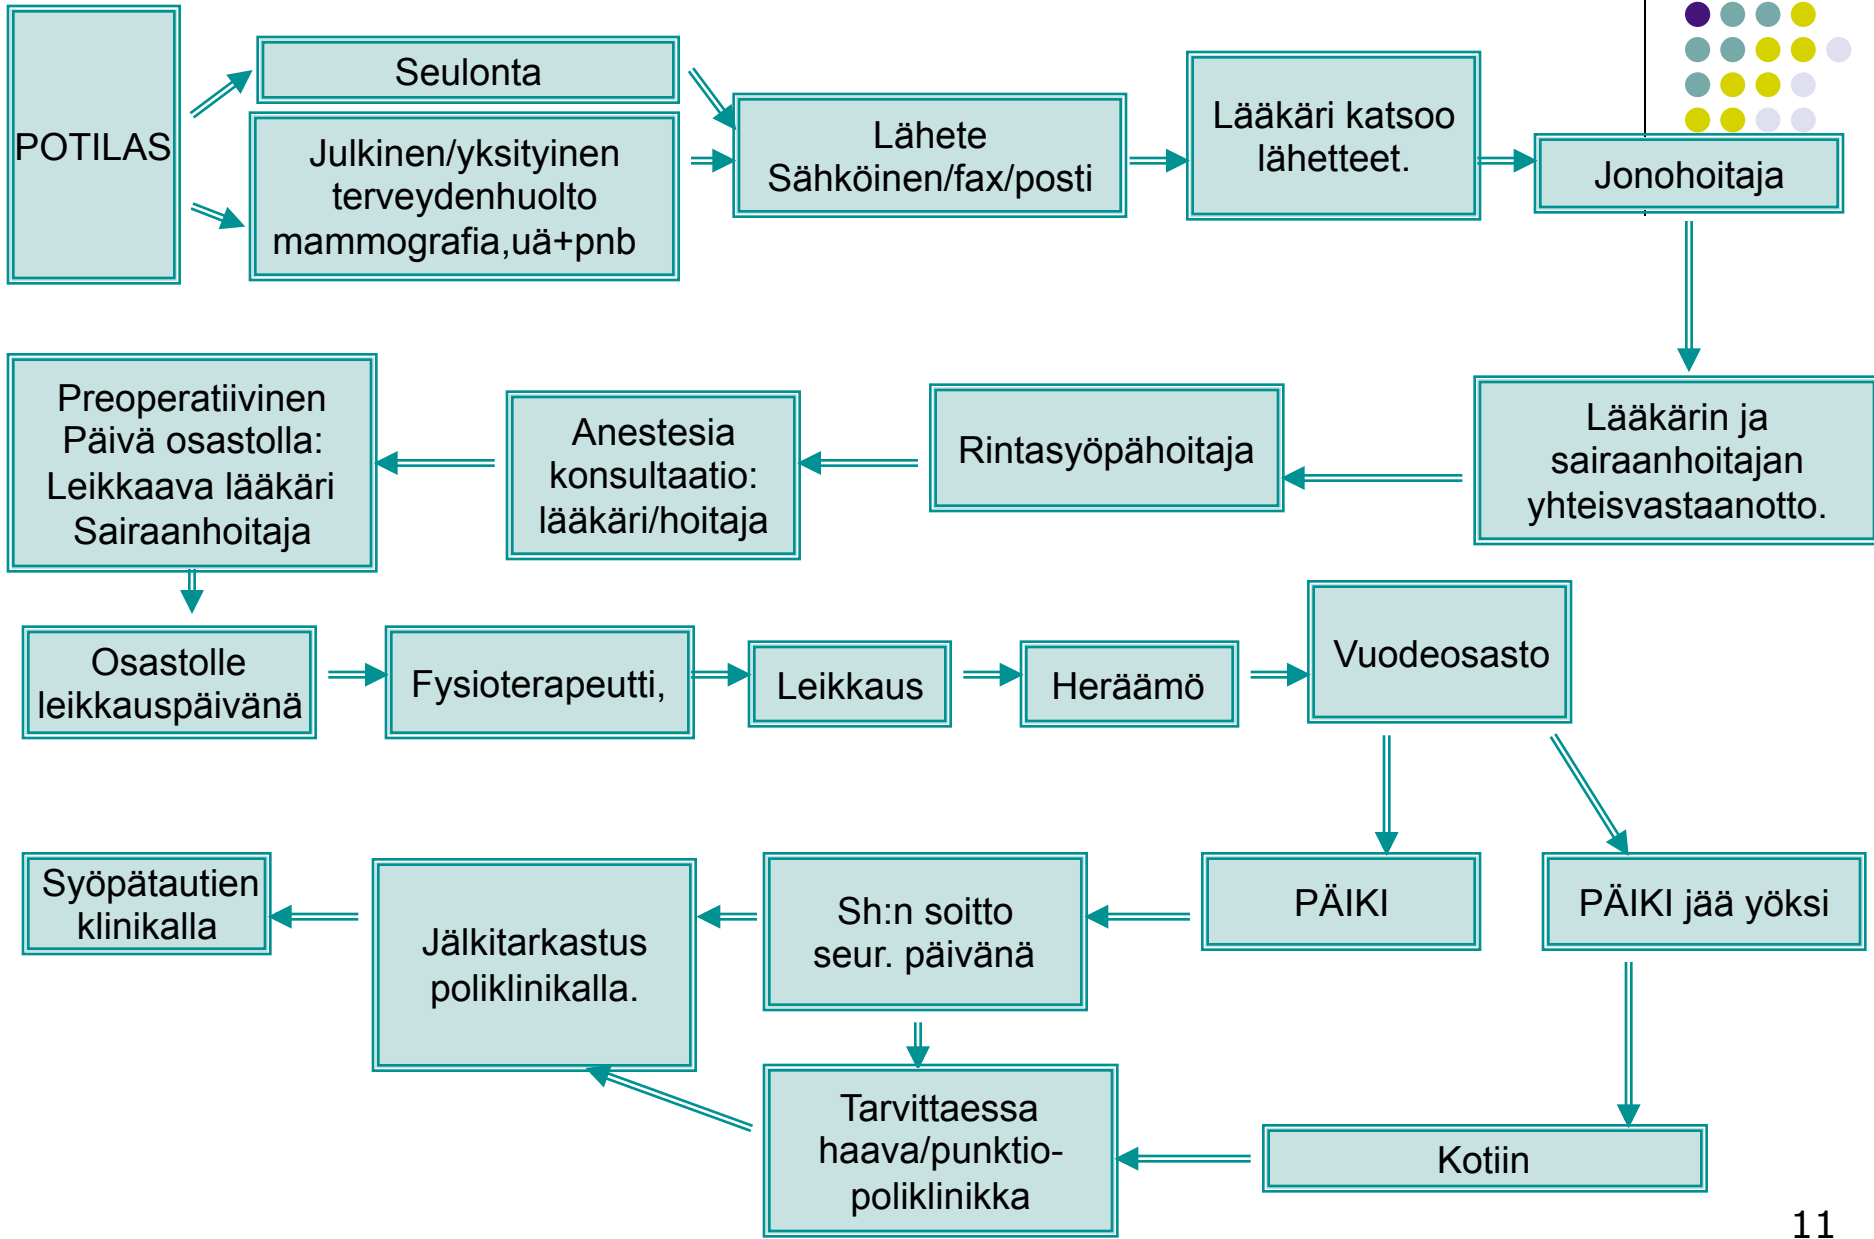 POTILAS
Seulonta
Julkinen/yksityinen
terveydenhuolto
mammografia,uä+pnb
Lähete
Sähköinen/fax/posti
Lääkäri katsoo
lähetteet.
Jonohoitaja
Lääkärin ja
sairaanhoitajan
yhteisvastaanotto.
Rintasyöpähoitaja
Anestesia
konsultaatio:
lääkäri/hoitaja
Preoperatiivinen
Päivä osastolla:
Leikkaava lääkäri
Sairaanhoitaja
Osastolle
leikkauspäivänä
Fysioterapeutti,
Leikkaus
Heräämö
Vuodeosasto
PÄIKI
PÄIKI jää yöksi
Sh:n soitto
seur. päivänä
Jälkitarkastus
poliklinikalla.
Syöpätautien
klinikalla
Tarvittaessa
haava/punktio-
poliklinikka
Kotiin
11